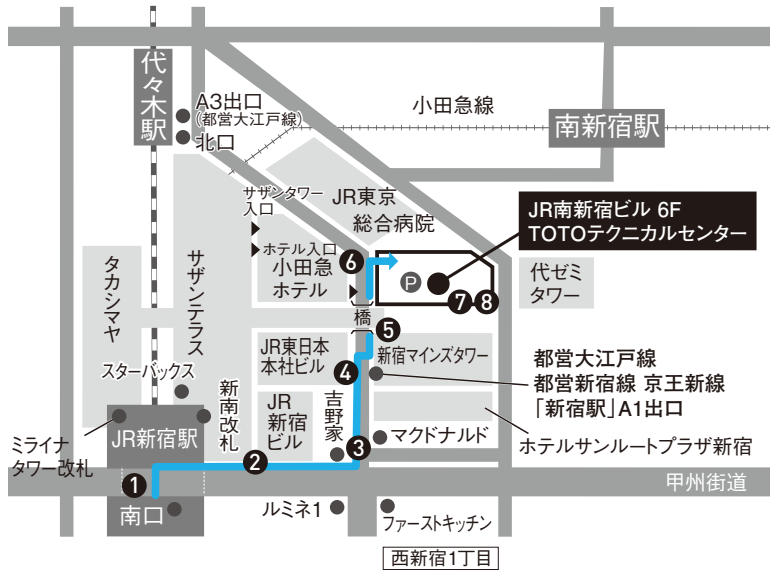 代々木駅
A3出口
(都営大江戸線)
北口
小田急線
南新宿駅
サザンタワー
入口
JR東京
総合病院
JR南新宿ビル 6F
TOTOテクニカルセンター
ホテル入口
小田急
ホテル
6
P
7 8
代ゼミ
タワー
タカシマヤ
サザンテラス
橋
5
JR東日本
本社ビル
新宿マインズタワー
4
都営大江戸線
都営新宿線 京王新線
「新宿駅」A1出口
スターバックス
新南改札
JR
新宿
ビル
吉野家
マクドナルド
ホテルサンルートプラザ新宿
ミライナ
タワー改札
JR新宿駅
3
2
1
甲州街道
南口
ルミネ1
ファーストキッチン
西新宿1丁目